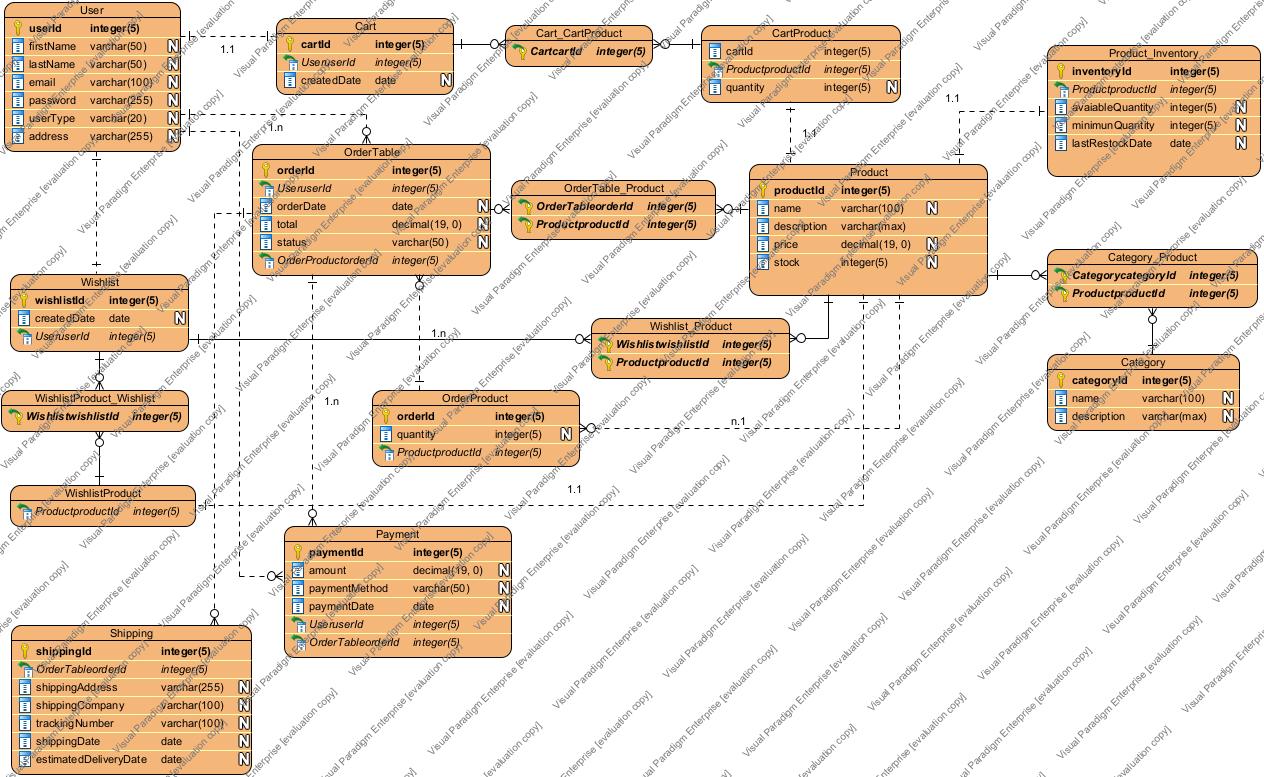 User
userId integer(5)
firstName varchar(50) N
lastName varchar(50) N
email varchar(100) N
password varchar(255) N
userType varchar(20) N
address varchar(255) N
1.1
Cart
cartId integer(5)
UseruserId integer(5)
createdDate date N
Cart_CartProduct
CartcartId integer(5)
CartProduct
cartId integer(5)
ProductproductId integer(5)
quantity integer(5) N
Product_Inventory
inventoryId integer(5)
ProductproductId integer(5)
avaiableQuantity integer(5) N
minimunQuantity integer(5) N
lastRestockDate date N
1.1
1.1
1.n
OrderTable
orderId integer(5)
UseruserId integer(5)
orderDate date N
total decimal(19, 0) N
status varchar(50) N
OrderProductorderId integer(5)
OrderTable_Product
OrderTableorderId integer(5)
ProductproductId integer(5)
Product
productId integer(5)
name varchar(100) N
description varchar(max)
price decimal(19, 0) N
stock integer(5) N
Category_Product
CategorycategoryId integer(5)
ProductproductId integer(5)
Wishlist
wishlistId integer(5)
createdDate date N
UseruserId integer(5)
1.n
Wishlist_Product
WishlistwishlistId integer(5)
ProductproductId integer(5)
Category
categoryId integer(5)
name varchar(100) N
description varchar(max) N
WishlistProduct_Wishlist
WishlistwishlistId integer(5)
1.n
OrderProduct
orderId integer(5)
quantity integer(5) N
ProductproductId integer(5)
n.1
WishlistProduct
ProductproductId integer(5)
1.1
Payment
paymentId integer(5)
amount decimal(19, 0) N
paymentMethod varchar(50) N
paymentDate date N
UseruserId integer(5)
OrderTableorderId integer(5)
Shipping
shippingId integer(5)
OrderTableorderId integer(5)
shippingAddress varchar(255) N
shippingCompany varchar(100) N
trackingNumber varchar(100) N
shippingDate date N
estimatedDeliveryDate date N
Visual Paradigm Enterprise [evaluation copy]